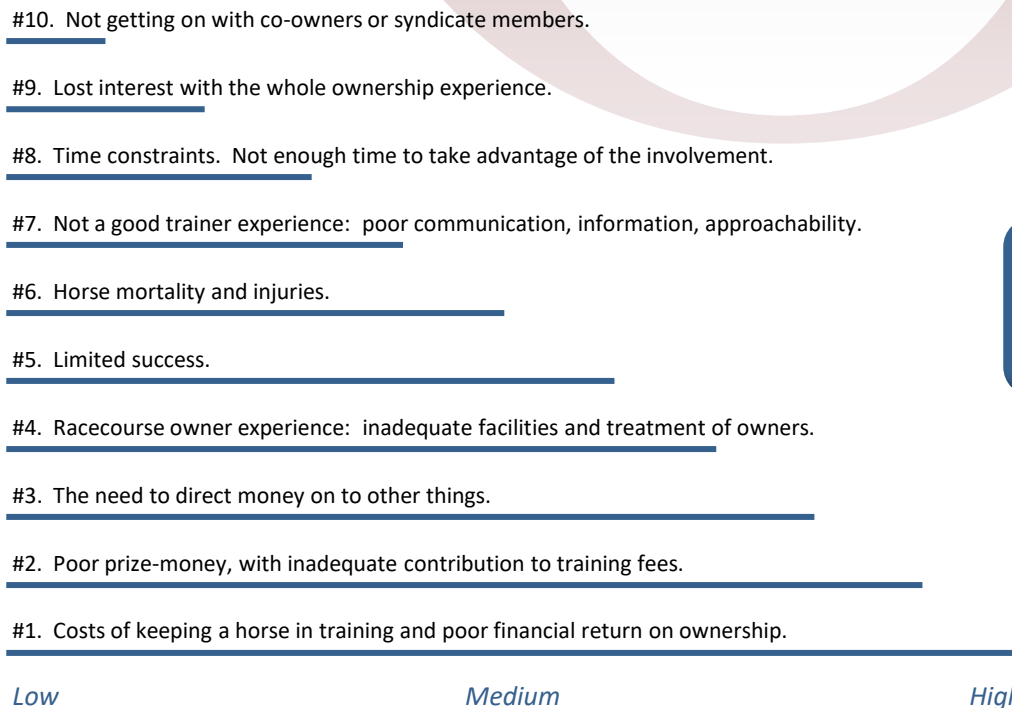 #10. Not getting on with co-owners or syndicate members.
#9. Lost interest with the whole ownership experience.
#8. Time constraints. Not enough time to take advantage of the involvement.
#7. Not a good trainer experience: poor communication, information, approachability.
#6. Horse mortality and injuries.
#5. Limited success.
#4. Racecourse owner experience: inadequate facilities and treatment of owners.
#3. The need to direct money on to other things.
#2. Poor prize-money, with inadequate contribution to training fees.
#1. Costs of keeping a horse in training and poor financial return on ownership.
Low Medium High